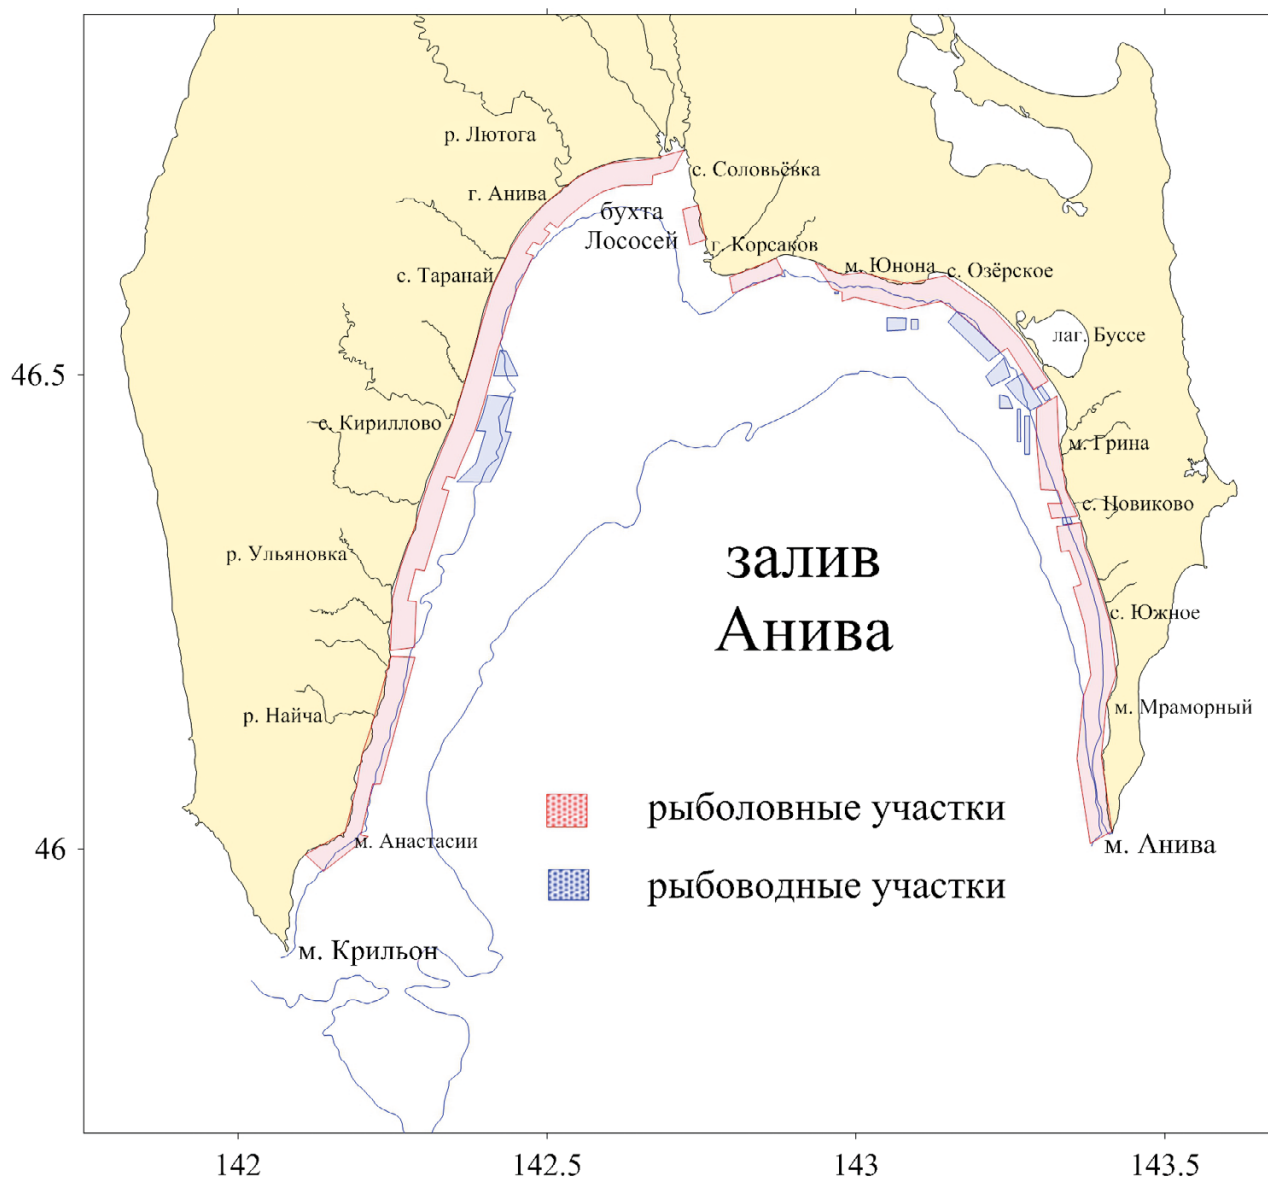 р. Лютога
с. Соловьёвка
г. Анива
бухта
Лососей
г. Корсаков
м. Юнона
с. Озёрское
с. Таранай
лаг. Буссе
46.5
с. Кириллово
м. Грина
с. Новиково
р. Ульяновка
залив
Анива
с. Южное
р. Найча
м. Мраморный
рыболовные участки
м. Анастасии
46
м. Анива
рыбоводные участки
м. Крильон
142
142.5
143
143.5